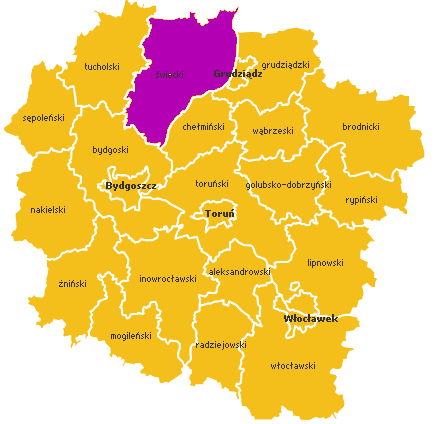 tucholski
grudziądzki
Grudziądz
sępoleński
chełmiński
wąbrzeski
brodnicki
bydgoski
Bydgoszcz
toruński
golubsko-dobrzyński
rypiński
nakielski
Toruń
lipnowski
żniński
inowrocławski
aleksandrowski
Włocławek
mogileński
radziejowski
włocławski